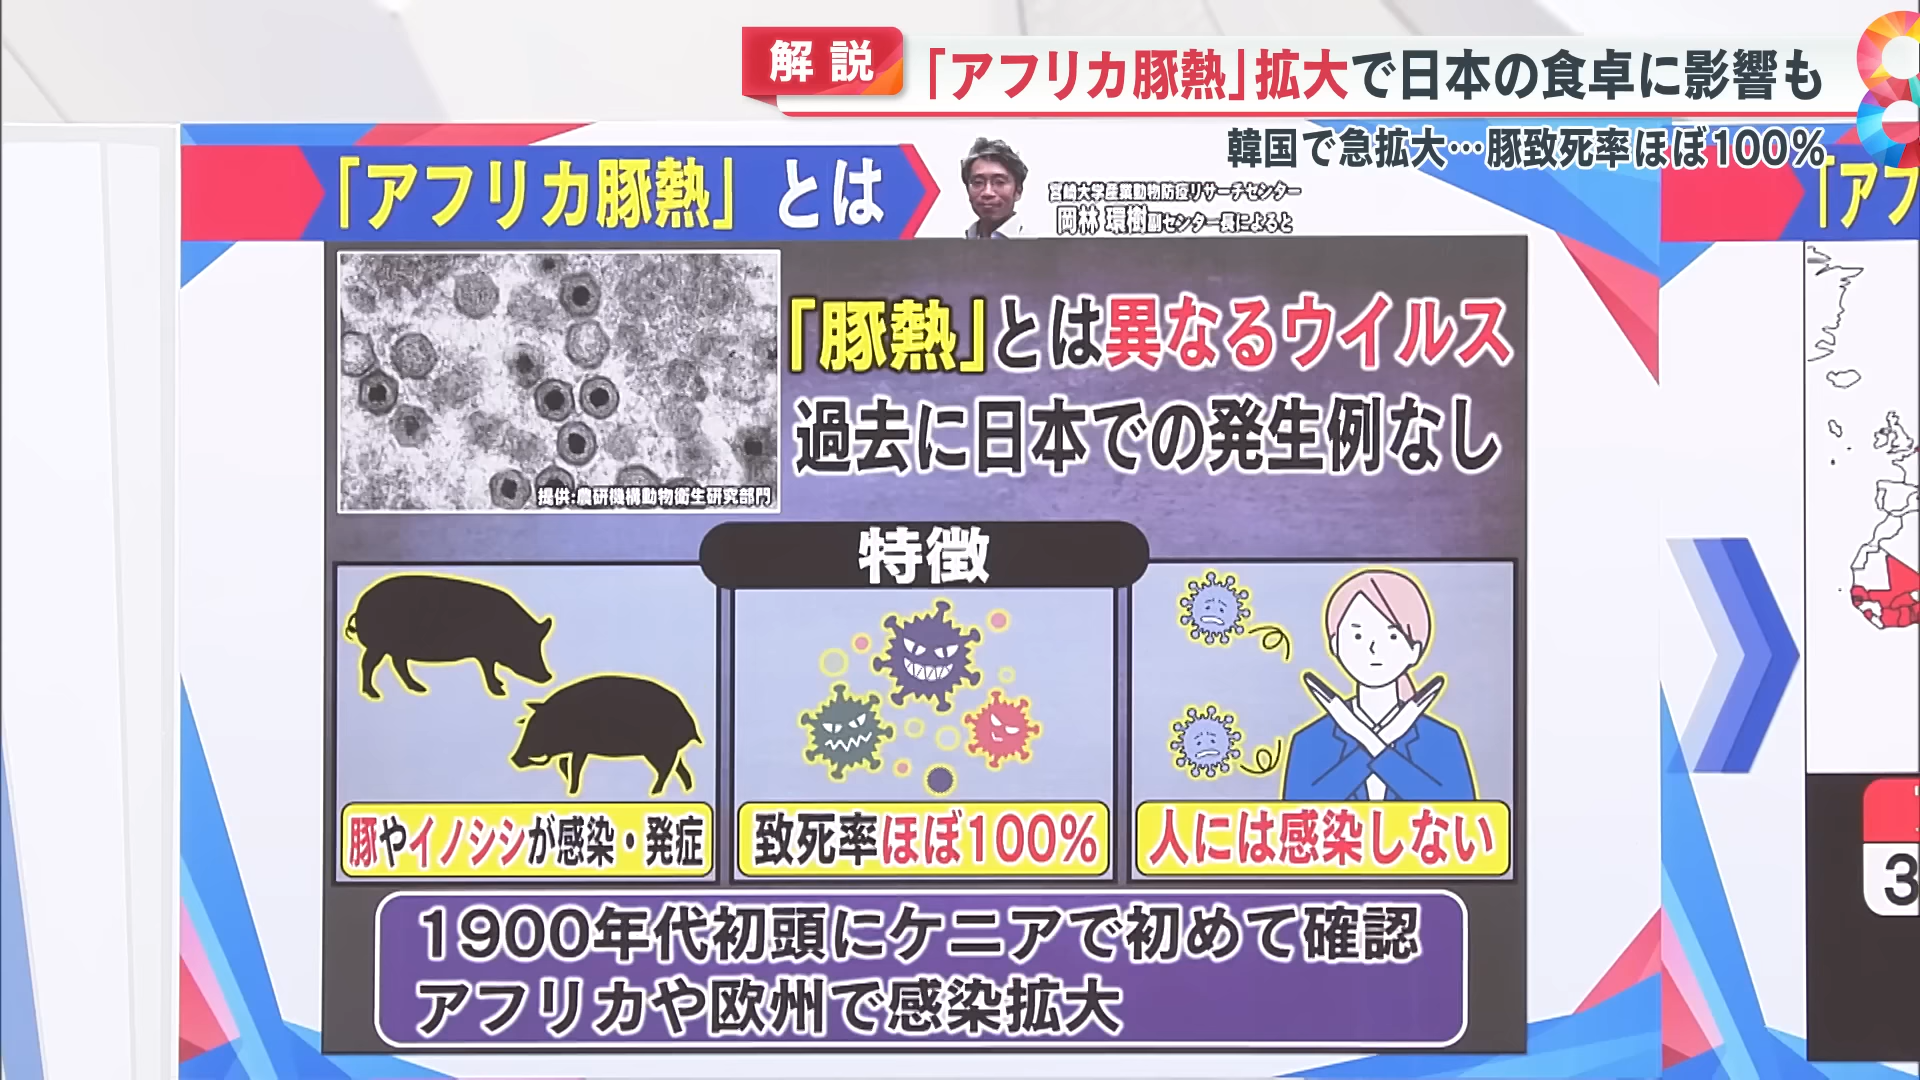 解説
「アフリカ豚熱」拡大で日本の食卓に影響も
韓国で急拡大…豚致死率ほぼ100%
「アフリカ豚熱」とは
宮崎大学産業動物防疫リサーチセンター
岡林 環樹副センター長によると
「豚熱」とは異なるウイルス
過去に日本での発生例なし
提供:農研機構動物衛生研究部門
特徴
豚やイノシシが感染・発症
致死率ほぼ100%
人には感染しない
1900年代初頭にケニアで初めて確認
アフリカや欧州で感染拡大
「アフ
3